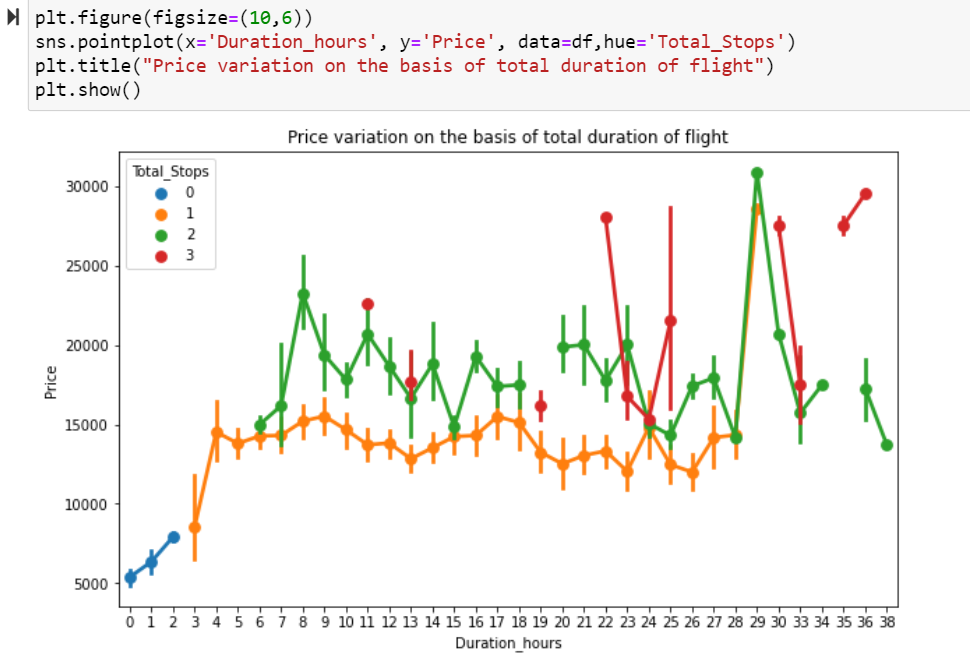 plt.figure(figsize=(10,6))
sns.pointplot(x='Duration_hours', y='Price', data=df,hue='Total_Stops')
plt.title("Price variation on the basis of total duration of flight")
plt.show()
Price variation on the basis of total duration of flight
Total_Stops
0
1
2
3
30000
25000
20000
15000
10000
5000
Price
0 1 2 3 4 5 6 7 8 9 10 11 12 13 14 15 16 17 18 19 20 21 22 23 24 25 26 27 28 29 30 33 34 35 36 38
Duration_hours